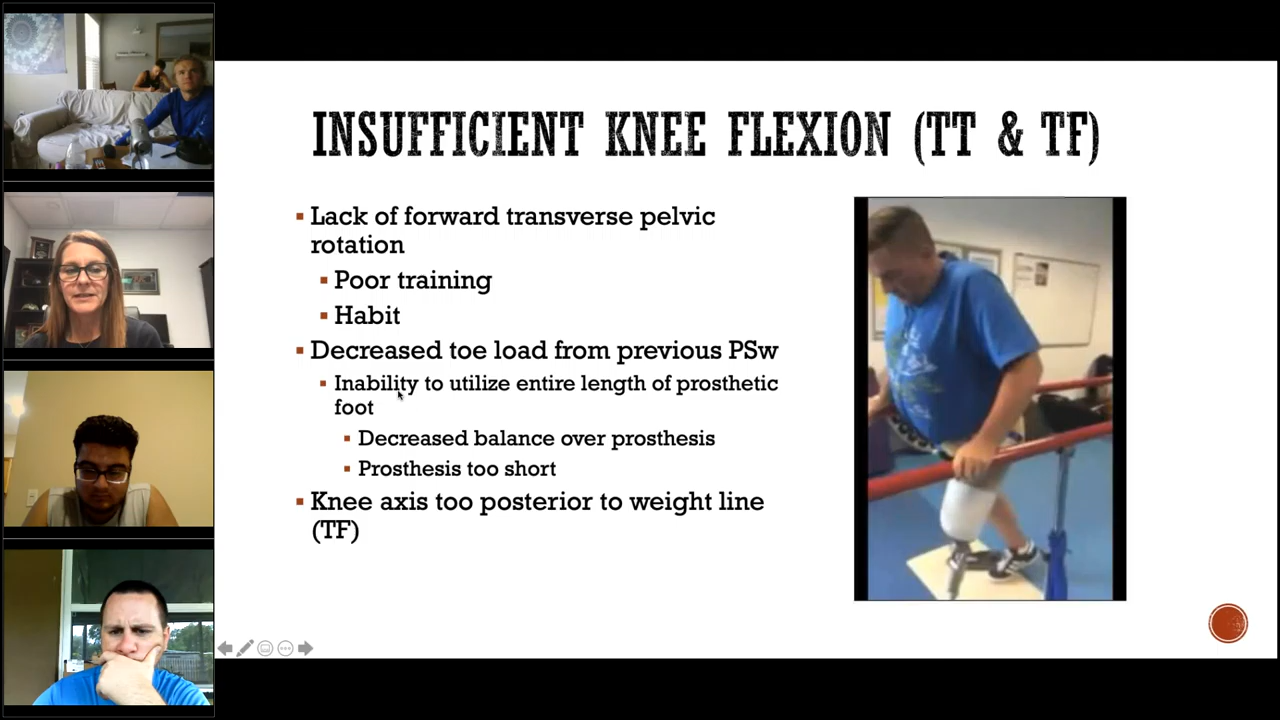 INSUFFICIENT KNEE FLEXION (TT & TF)
Lack of forward transverse pelvic
rotation
Poor training
Habit
Decreased toe load from previous PSw
Inability to utilize entire length of prosthetic
foot
Decreased balance over prosthesis
Prosthesis too short
Knee axis too posterior to weight line
(TF)